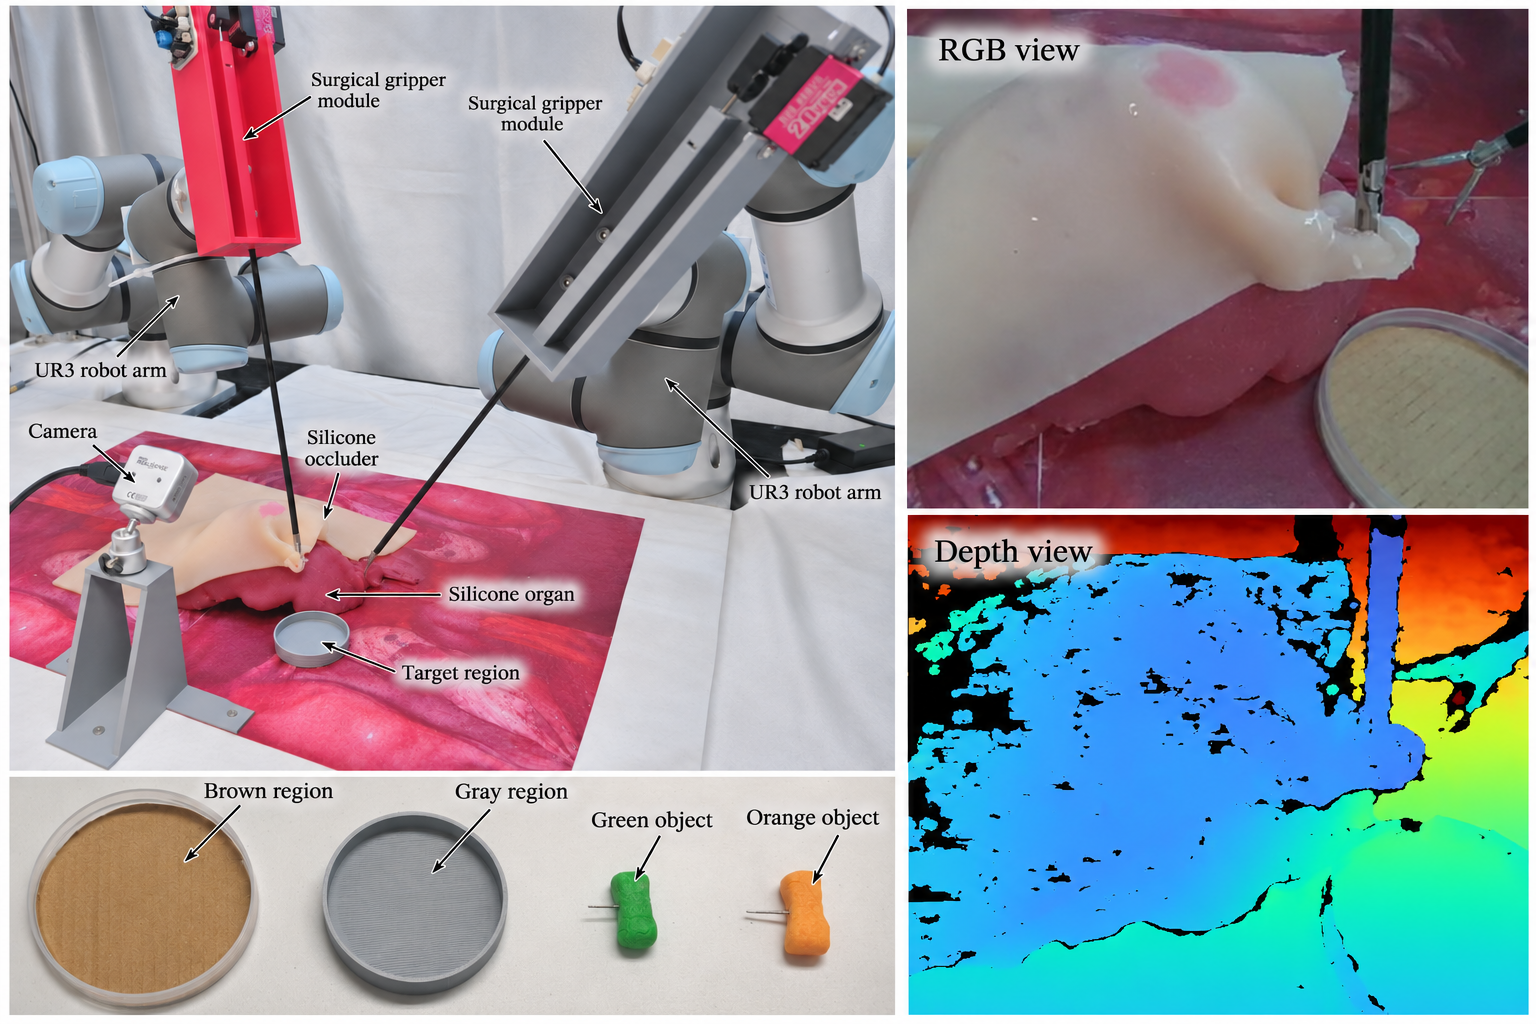 Surgical gripper
module
Surgical gripper
module
UR3 robot arm
Camera
Silicone
occluder
UR3 robot arm
Silicone organ
Target region
Brown region
Gray region
Green object
Orange object
RGB view
Depth view